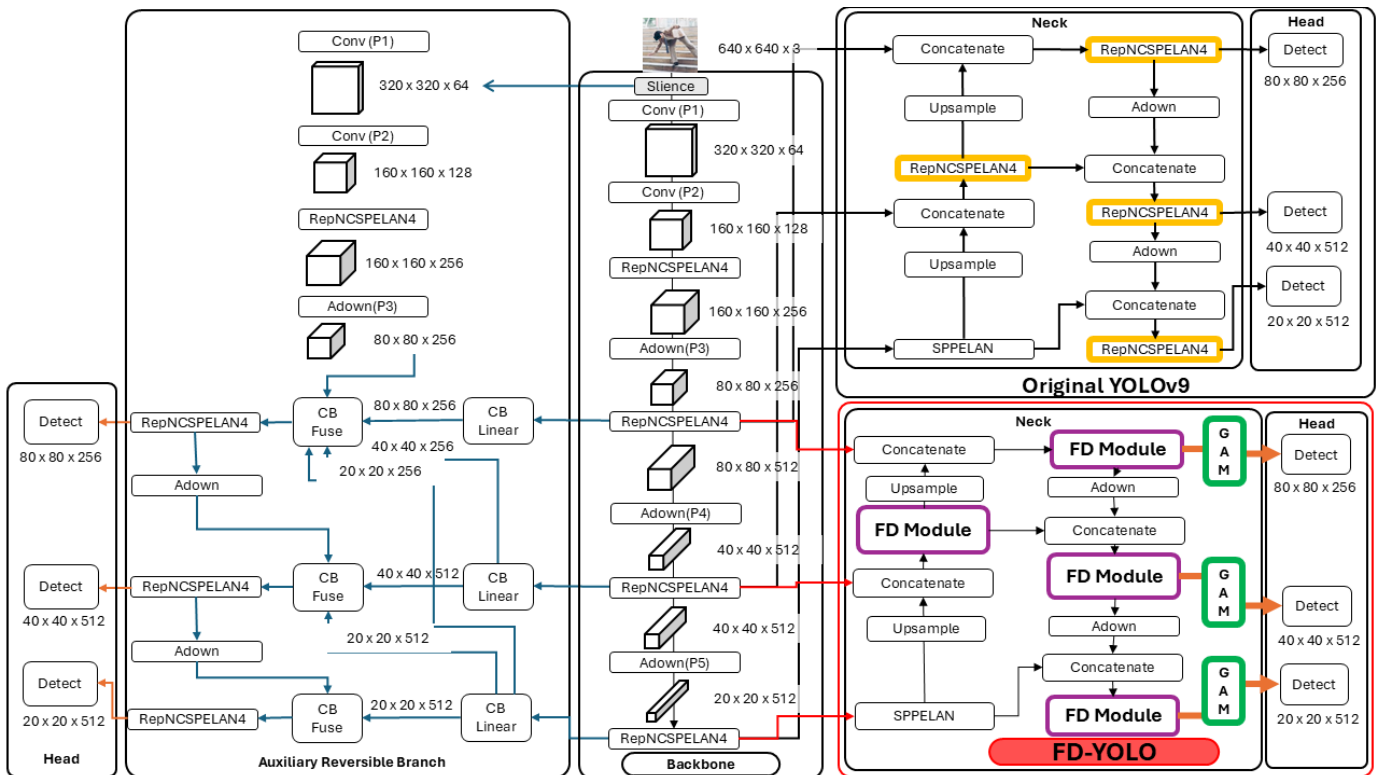 Conv (P1)
320 x 320 x 64
Conv (P2)
160 x 160 x 128
RepNCSPELAN4
160 x 160 x 256
Adown(P3)
80 x 80 x 256
Detect
80 x 80 x 256
RepNCSPELAN4
CB
Fuse
80 x 80 x 256
CB
Linear
40 x 40 x 256
20 x 20 x 256
Adown
Detect
40 x 40 x 512
RepNCSPELAN4
CB
Fuse
40 x 40 x 512
CB
Linear
Adown
20 x 20 x 512
Detect
20 x 20 x 512
RepNCSPELAN4
CB
Fuse
20 x 20 x 512
CB
Linear
Head
Auxiliary Reversible Branch
640 x 640 x 3
Slience
Conv (P1)
320 x 320 x 64
Conv (P2)
160 x 160 x 128
RepNCSPELAN4
160 x 160 x 256
Adown(P3)
80 x 80 x 256
RepNCSPELAN4
80 x 80 x 512
Adown(P4)
40 x 40 x 512
RepNCSPELAN4
40 x 40 x 512
Adown(P5)
20 x 20 x 512
RepNCSPELAN4
Backbone
Neck
Head
Concatenate
RepNCSPELAN4
Detect
80 x 80 x 256
Upsample
Adown
RepNCSPELAN4
Concatenate
Concatenate
RepNCSPELAN4
Detect
40 x 40 x 512
Upsample
Adown
Detect
Concatenate
20 x 20 x 512
SPPELAN
RepNCSPELAN4
Original YOLOv9
Neck
Head
Concatenate
FD Module
GAM
Detect
80 x 80 x 256
Upsample
Adown
FD Module
Concatenate
Concatenate
FD Module
GAM
Detect
40 x 40 x 512
Upsample
Adown
Concatenate
GAM
Detect
20 x 20 x 512
SPPELAN
FD Module
FD-YOLO